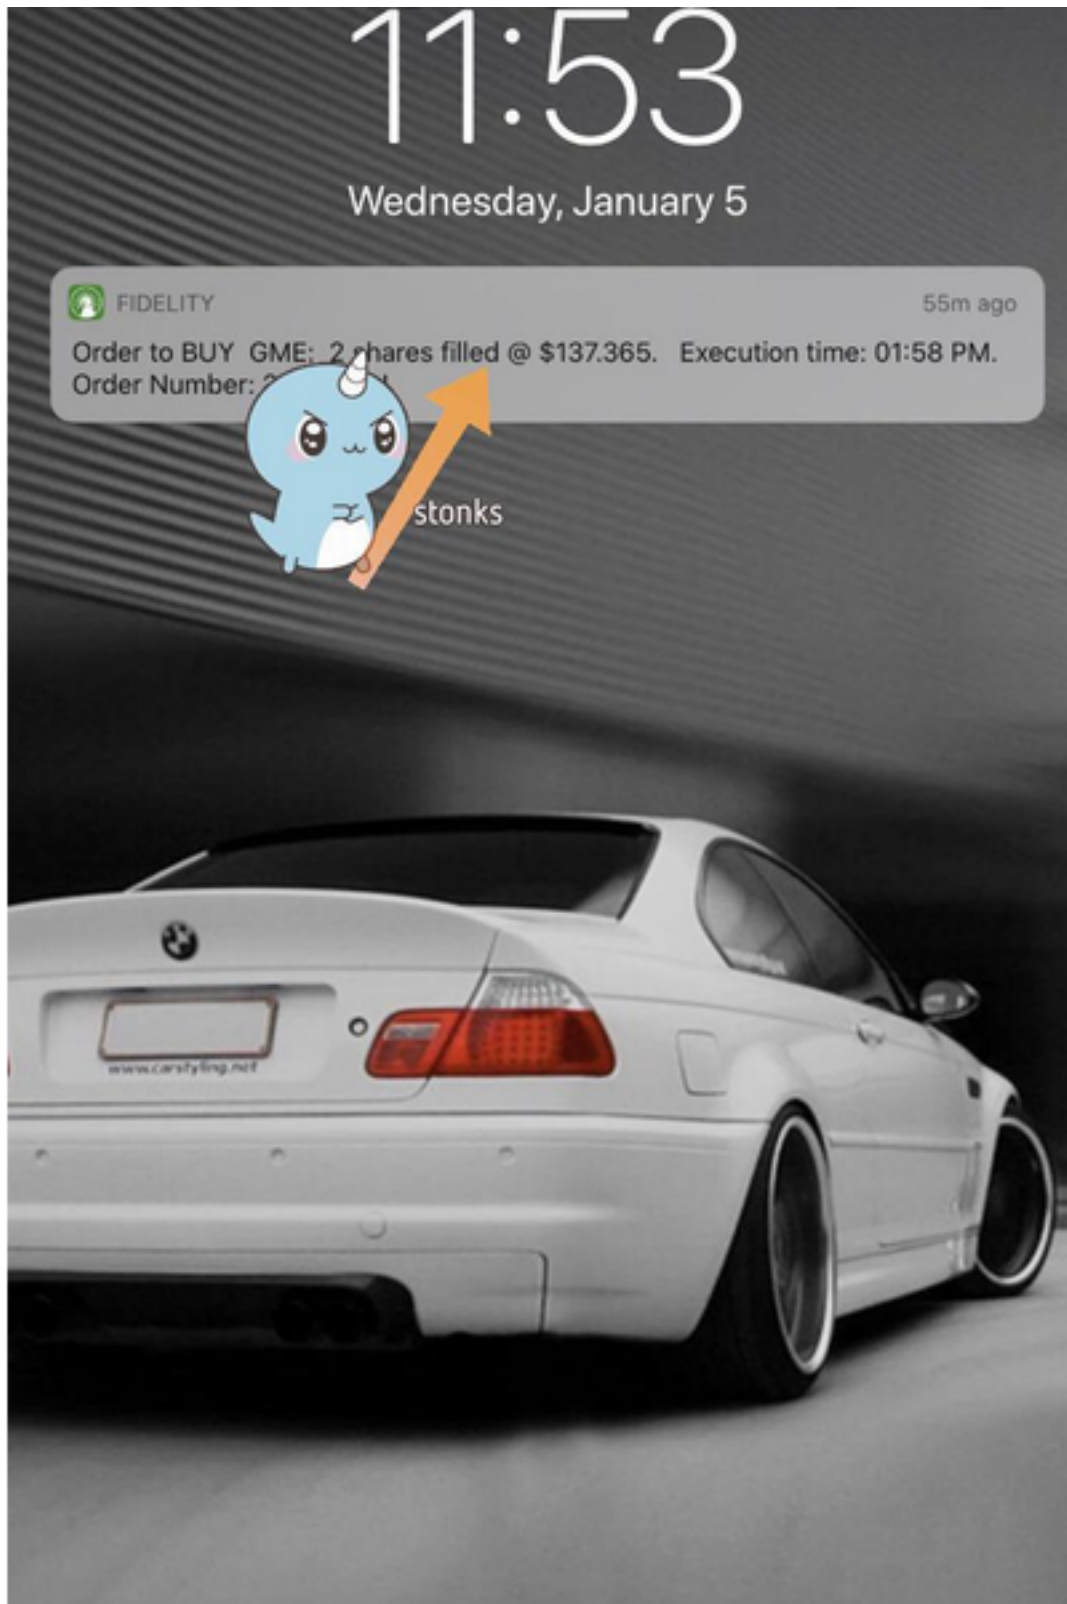 11:53
Wednesday, January 5
FIDELITY
55m ago
Order to BUY GME: 2 shares filled @ $137.365. Execution time: 01:58 PM.
Order Number:
stonks
www.carstyling.net